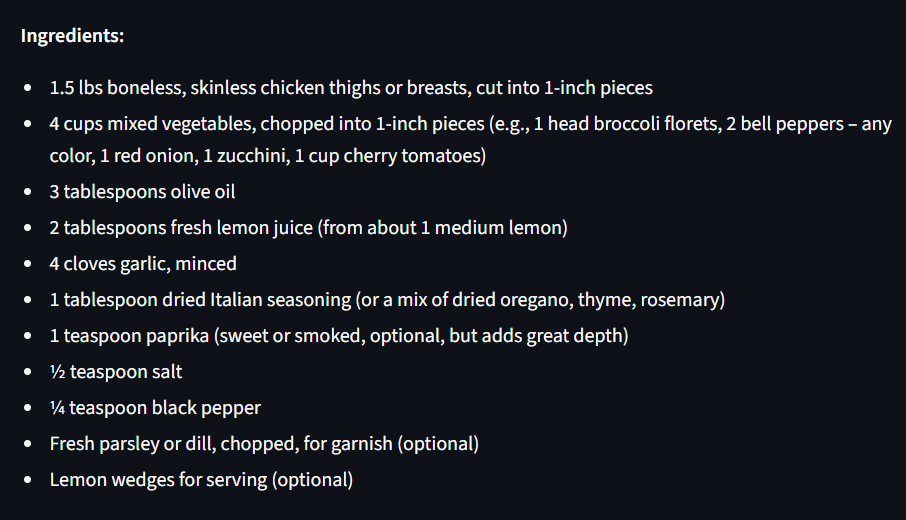 Ingredients:
• 1.5 lbs boneless, skinless chicken thighs or breasts, cut into 1-inch pieces
• 4 cups mixed vegetables, chopped into 1-inch pieces (e.g., 1 head broccoli florets, 2 bell peppers – any
color, 1 red onion, 1 zucchini, 1 cup cherry tomatoes)
• 3 tablespoons olive oil
• 2 tablespoons fresh lemon juice (from about 1 medium lemon)
• 4 cloves garlic, minced
• 1 tablespoon dried Italian seasoning (or a mix of dried oregano, thyme, rosemary)
• 1 teaspoon paprika (sweet or smoked, optional, but adds great depth)
• ½ teaspoon salt
• ¼ teaspoon black pepper
• Fresh parsley or dill, chopped, for garnish (optional)
• Lemon wedges for serving (optional)